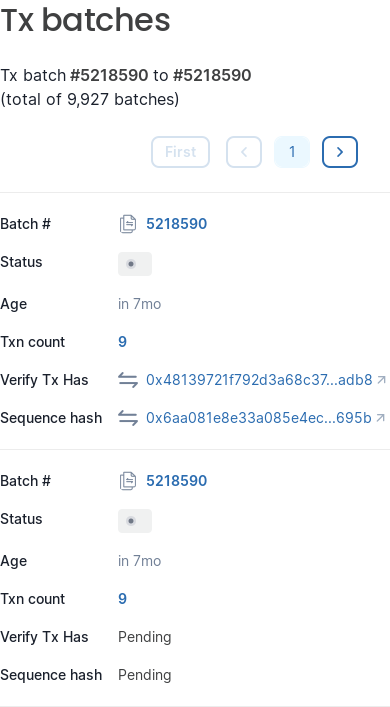 Tx batches
Tx batch #5218590 to #5218590
(total of 9,927 batches)
First 1
Batch # 5218590
Status
Age in 7mo
Txn count 9
Verify Tx Has 0x48139721f792d3a68c37...adb8
Sequence hash 0x6aa081e8e33a085e4ec...695b
Batch # 5218590
Status
Age in 7mo
Txn count 9
Verify Tx Has Pending
Sequence hash Pending